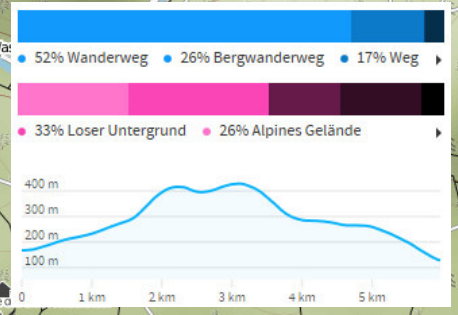 52% Wanderweg 26% Bergwanderweg 17% Weg
33% Loser Untergrund 26% Alpines Gelände
400 m
300 m
200 m
100 m
0 1 km 2 km 3 km 4 km 5 km